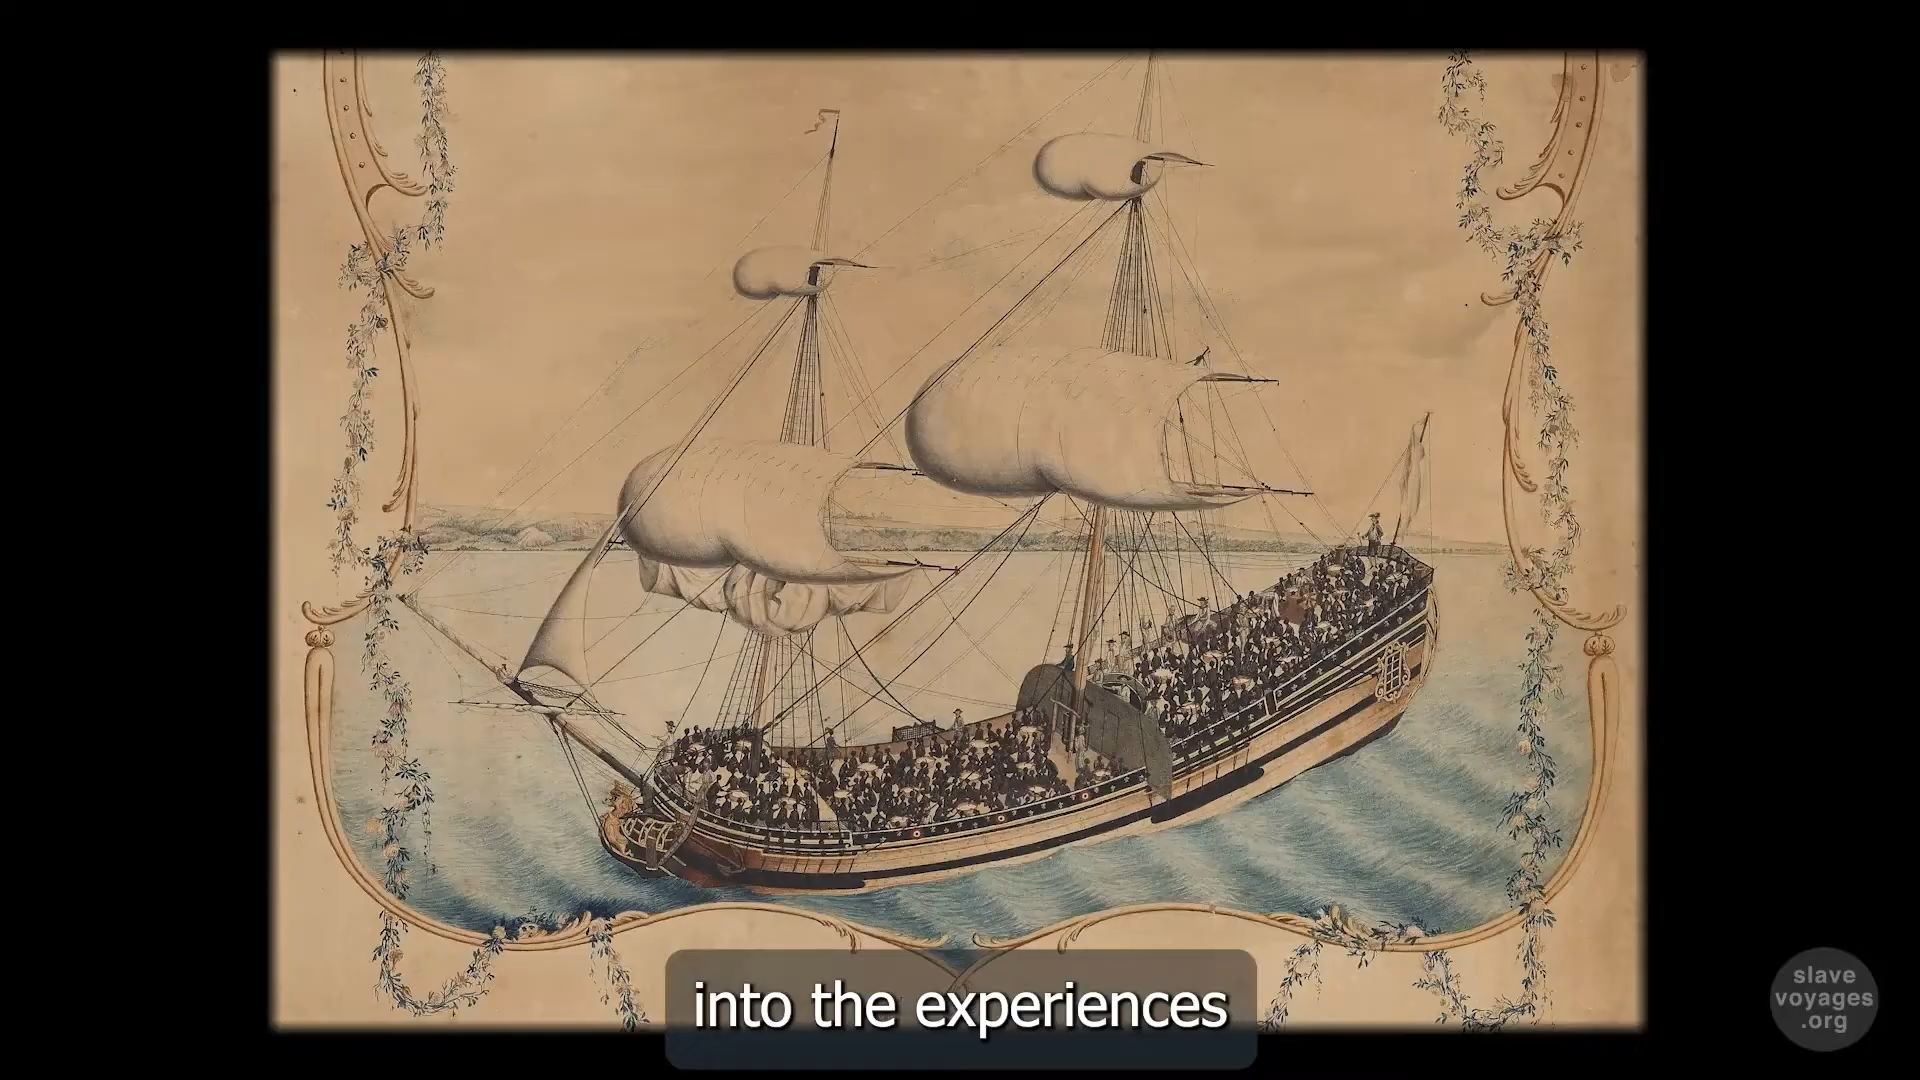 into the experiences
slave
voyages
.org